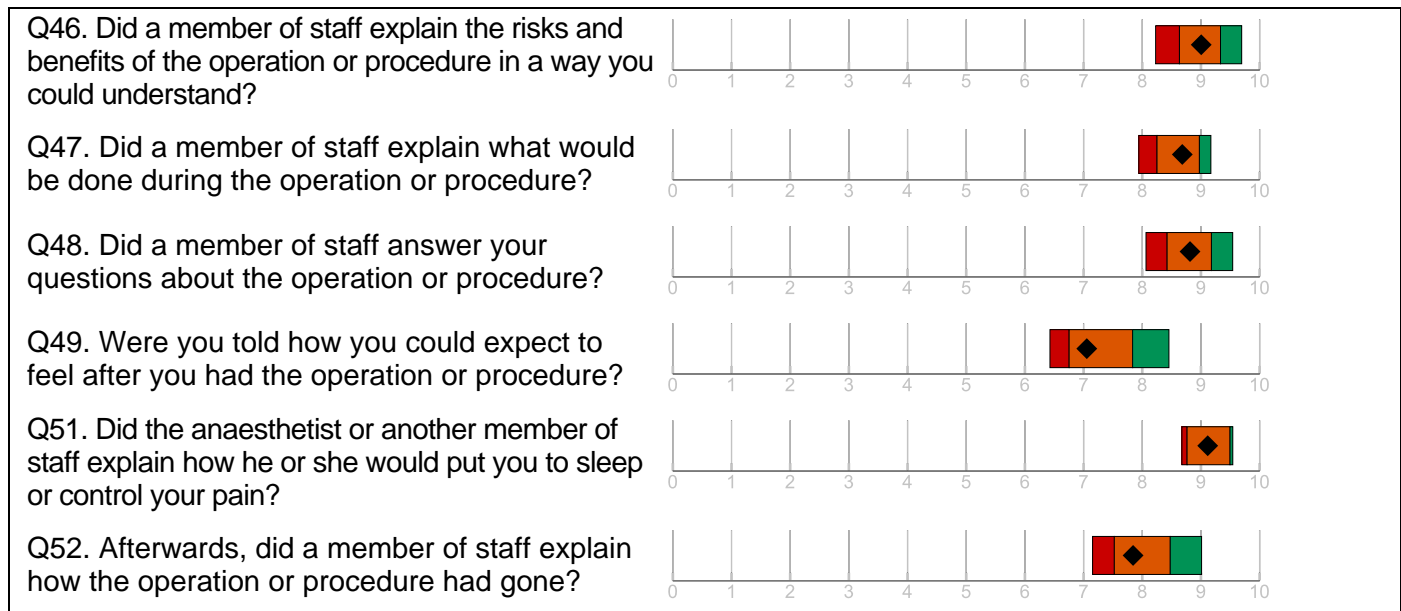 Q46. Did a member of staff explain the risks and
benefits of the operation or procedure in a way you
could understand?
0 1 2 3 4 5 6 7 8 9 10
Q47. Did a member of staff explain what would
be done during the operation or procedure?
0 1 2 3 4 5 6 7 8 9 10
Q48. Did a member of staff answer your
questions about the operation or procedure?
0 1 2 3 4 5 6 7 8 9 10
Q49. Were you told how you could expect to
feel after you had the operation or procedure?
0 1 2 3 4 5 6 7 8 9 10
Q51. Did the anaesthetist or another member of
staff explain how he or she would put you to sleep
or control your pain?
0 1 2 3 4 5 6 7 8 9 10
Q52. Afterwards, did a member of staff explain
how the operation or procedure had gone?
0 1 2 3 4 5 6 7 8 9 10